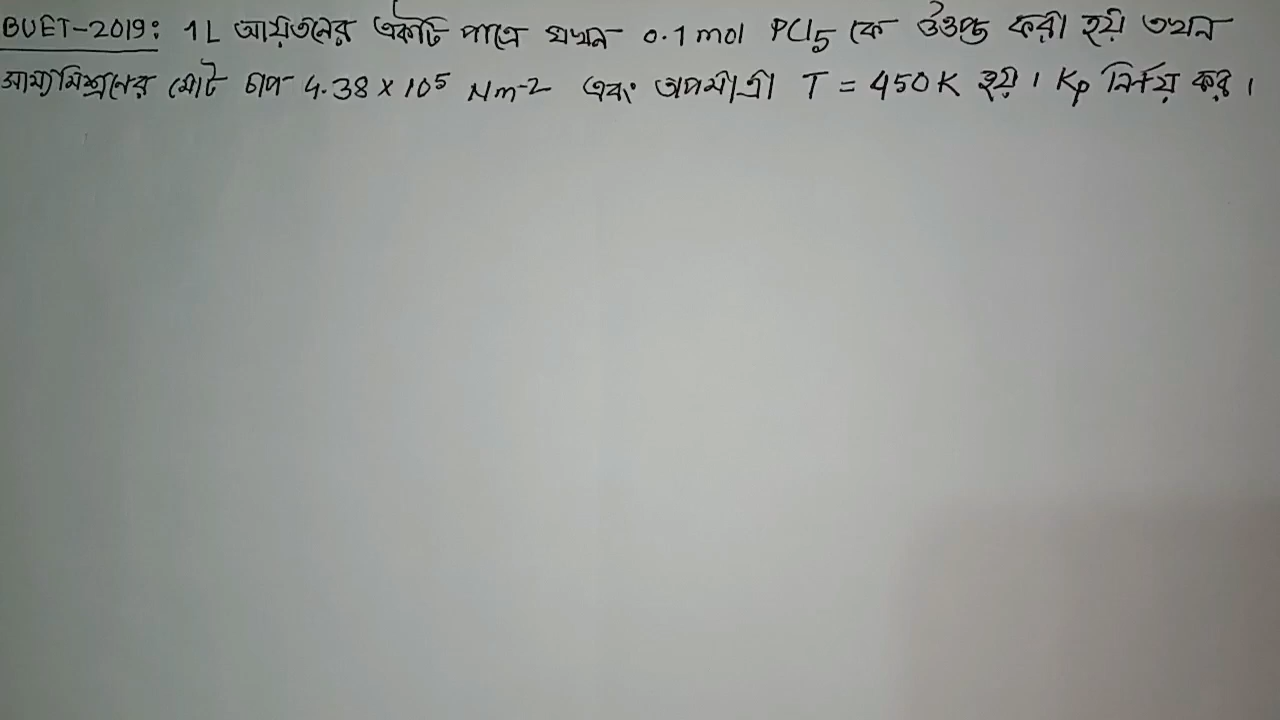 BUET-2019: 1L আয়তনের একটি পাত্রে যখন 0.1 mol PCl5 কে উত্তপ্ত করা হয় তখন
সাম্যমিশ্রণের মোট চাপ 4.38 × 10⁵ Nm-2 এবং তাপমাত্রা T = 450K হয়। Kp নির্ণয় কর।